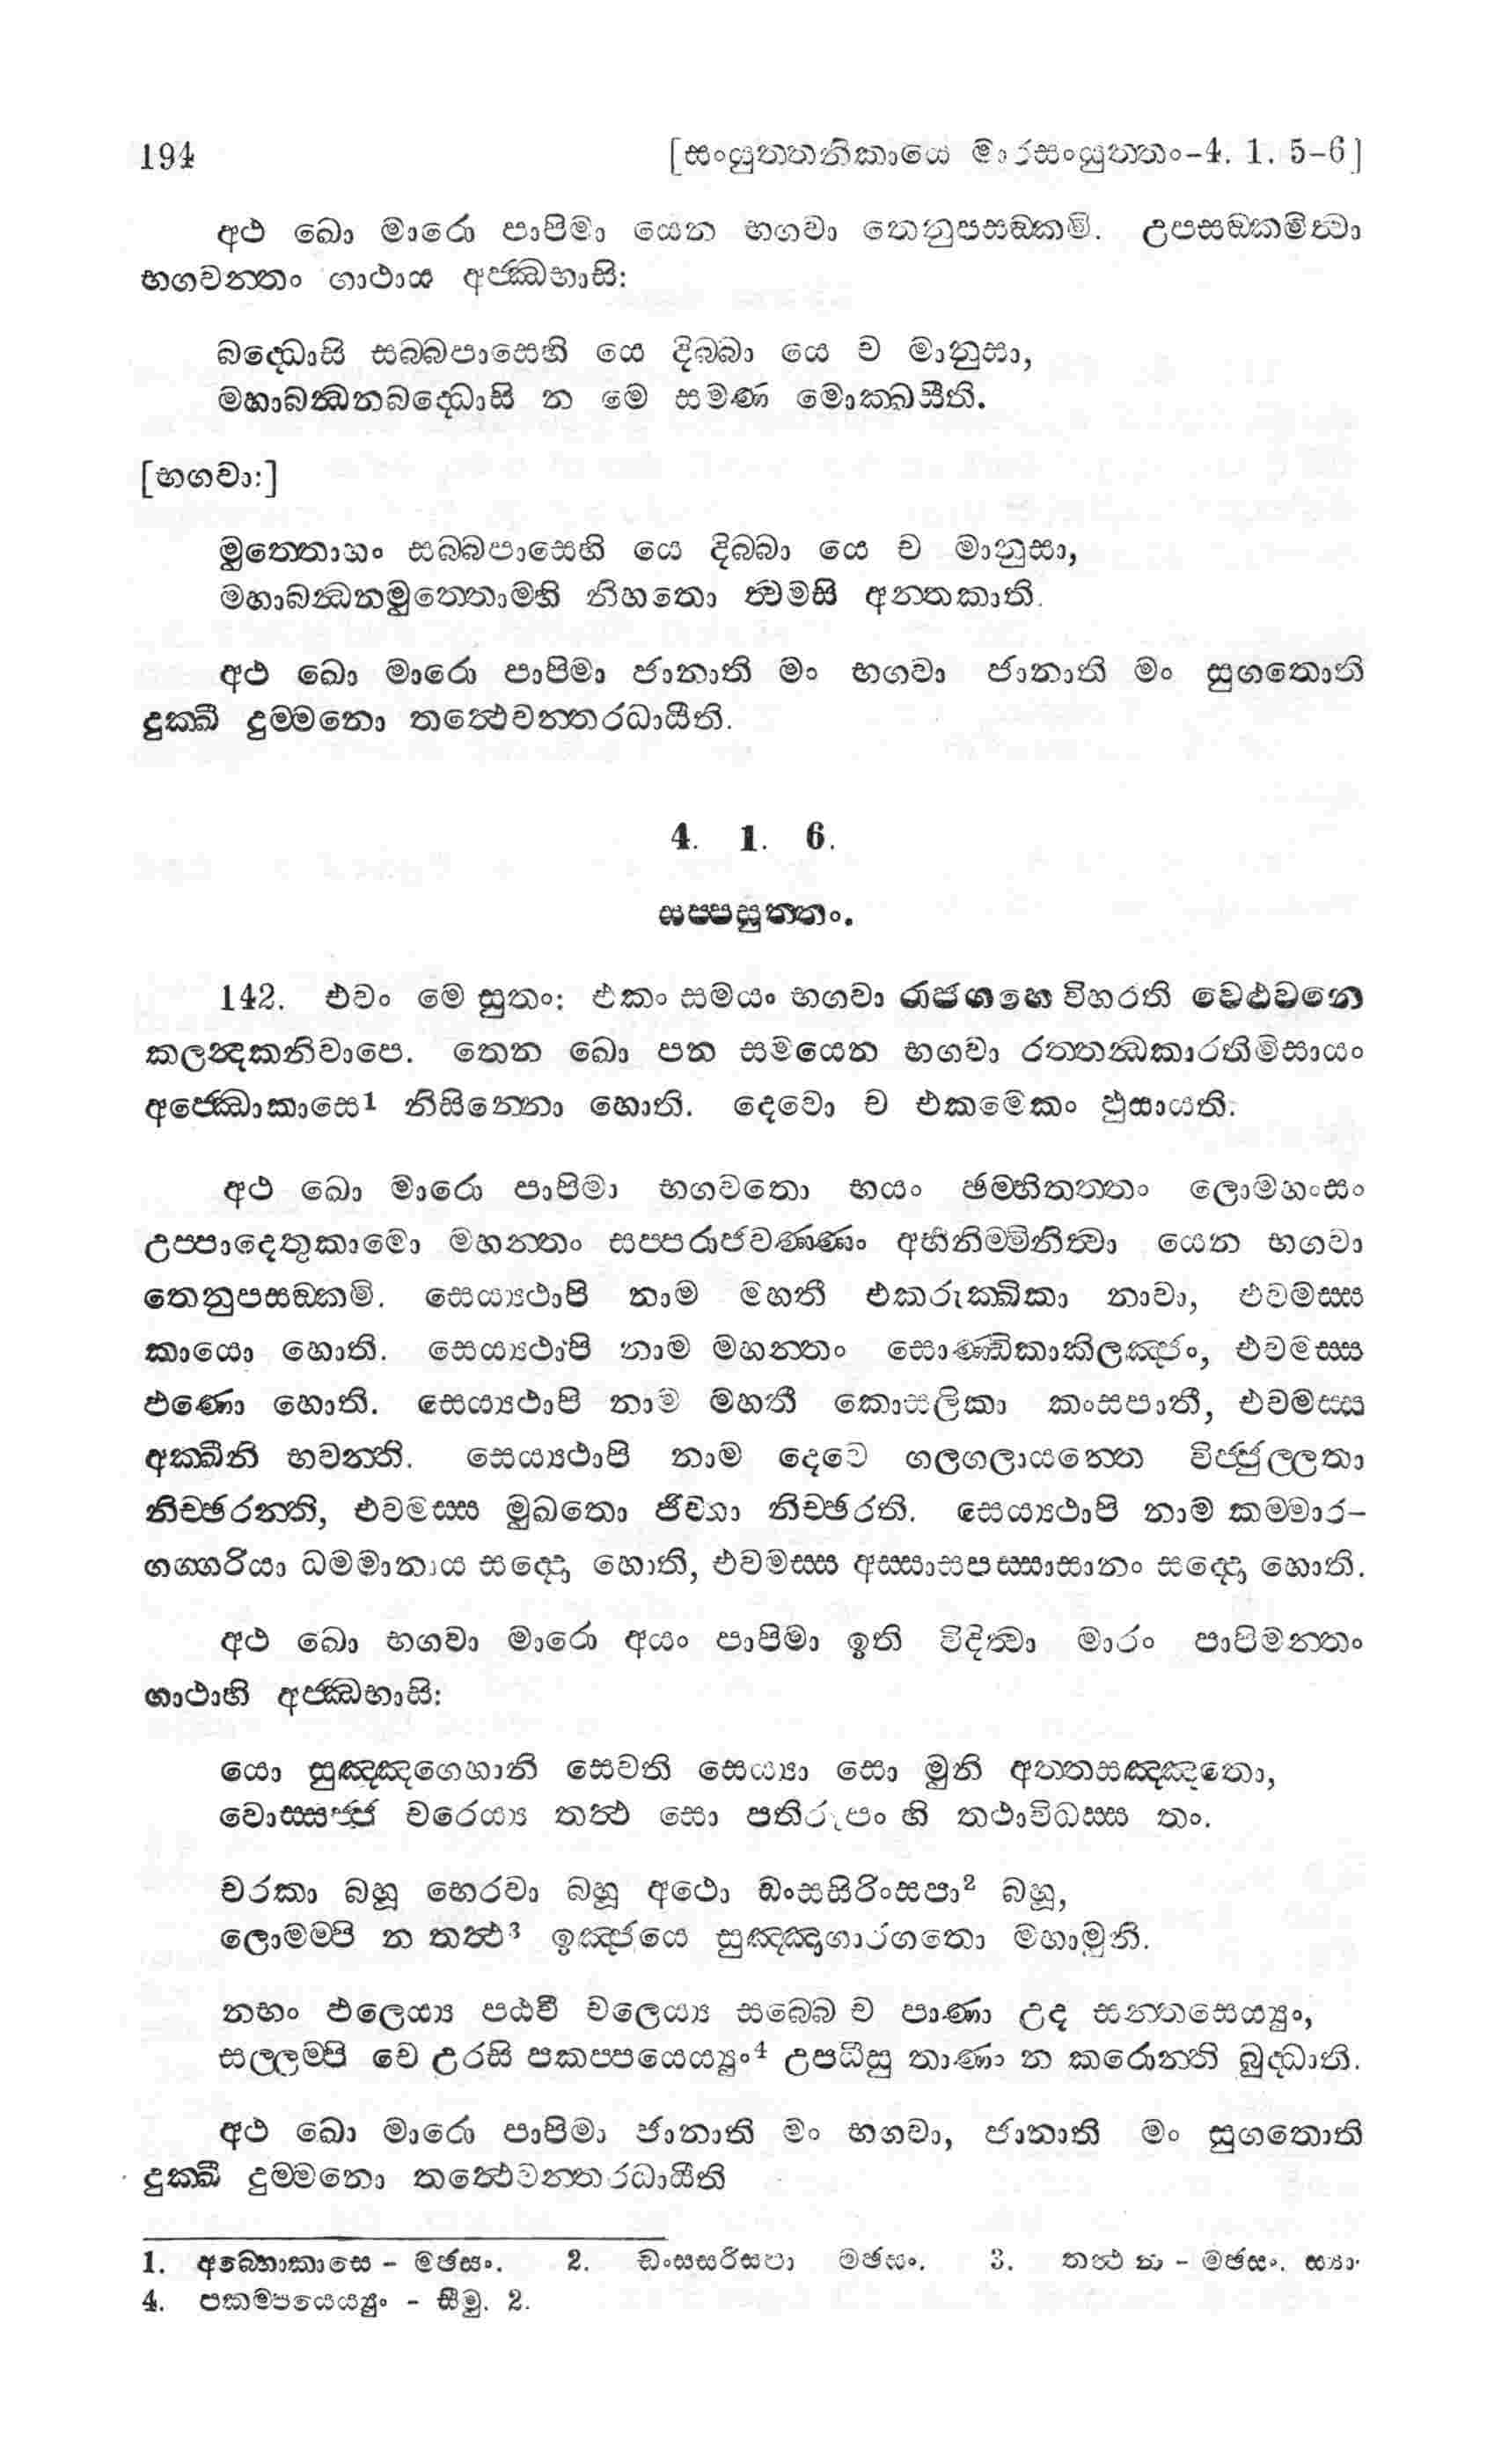 194 [සංයුත්තනිකායෙ මාරසංයුත්තං-4. 1. 5-6]
අථ ඛො මාරො පාපිමා යෙන භගවා තෙනුපසඞ්කමි. උපසඞ්කමිත්‍වා
භගවන්තං ගාථාය අජ්ඣභාසි:
බද්ධොසි සබ්බපාසෙහි යෙ දිබ්බා යෙ ච මානුසා,
මහාබන්ධනබද්ධොසි න මෙ සමණ මොක්ඛසීති.
[භගවා:]
මුත්තොහං සබ්බපාසෙහි යෙ දිබ්බා යෙ ච මානුසා,
මහාබන්ධනමුත්තොම්හි නිහතො ත්‍වමසි අන්තකාති.
අථ ඛො මාරො පාපිමා ජානාති මං භගවා ජානාති මං සුගතොති
දුක්ඛී දුම්මනො තත්‍ථෙවන්තරධායීති.
4. 1. 6.
සප්පසුත්තං.
142. එවං මෙ සුතං: එකං සමයං භගවා රාජගහෙ විහරති වෙළුවනෙ
කලන්‍දකනිවාපෙ. තෙන ඛො පන සමයෙන භගවා රත්තන්‍ධකාරතිමිසායං
අජ්ඣොකාසෙ1 නිසින්නො හොති. දෙවො ච එකමෙකං ඵුසායති.
අථ ඛො මාරො පාපිමා භගවතො භයං ඡම්භිතත්තං ලොමහංසං
උප්පාදෙතුකාමො මහන්තං සප්පරාජවණ්ණං අභිනිම්මිනිත්‍වා යෙන භගවා
තෙනුපසඞ්කමි. සෙය්‍යථාපි නාම මහතී එකරුක්ඛිකා නාවා, එවමස්ස
කායො හොති. සෙය්‍යථාපි නාම මහන්තං සොණ්ඩිකාකිලඤ්ජං, එවමස්ස
ඵණො හොති. සෙය්‍යථාපි නාම මහතී කොසලිකා කංසපාතී, එවමස්ස
අක්ඛීනි භවන්ති. සෙය්‍යථාපි නාම දෙවෙ ගලගලායන්තෙ විජ්ජුල්ලතා
නිච්ඡරන්ති, එවමස්ස මුඛතො ජිව්හා නිච්ඡරති. සෙය්‍යථාපි නාම කම්මාර-
ගග්ගරියා ධම්මානාය සද්දො හොති, එවමස්ස අස්සාසපස්සාසානං සද්දො හොති.
අථ ඛො භගවා මාරො අයං පාපිමා ඉති විදිත්‍වා මාරං පාපිමන්තං
ගාථාහි අජ්ඣභාසි:
යො සුඤ්ඤගෙහානි සෙවති සෙය්‍යා සො මුනි අත්තසඤ්ඤතො,
වොස්සජ්ජ චරෙය්‍ය තත්‍ථ සො පතිරූපං හි තථාවිධස්ස තං.
චරකා බහූ භෙරවා බහූ අථො ඩංසසිරිංසපා2 බහූ,
ලොමම්පි න තත්‍ථ3 ඉඤ්ජයෙ සුඤ්ඤාගාරගතො මහාමුනි.
නභං ඵලෙය්‍ය පඨවී චලෙය්‍ය සබ්බෙ ච පාණා උද සන්තසෙය්‍යුං,
සල්ලම්පි චෙ උරසි පකප්පයෙය්‍යුං4 උපධීසු තාණං න කරොන්ති බුද්ධාති.
අථ ඛො මාරො පාපිමා ජානාති මං භගවා, ජානාති මං සුගතොති
දුක්ඛී දුම්මනො තත්‍ථෙවන්තරධායීති
1. අබ්භොකාසෙ - මඡසං. 2. ඩංසසරීසපා මඡසං. 3. තත්‍ථ න - මඡසං. ස්‍යා
4. පකම්පයෙය්‍යුං - සීමු. 2.